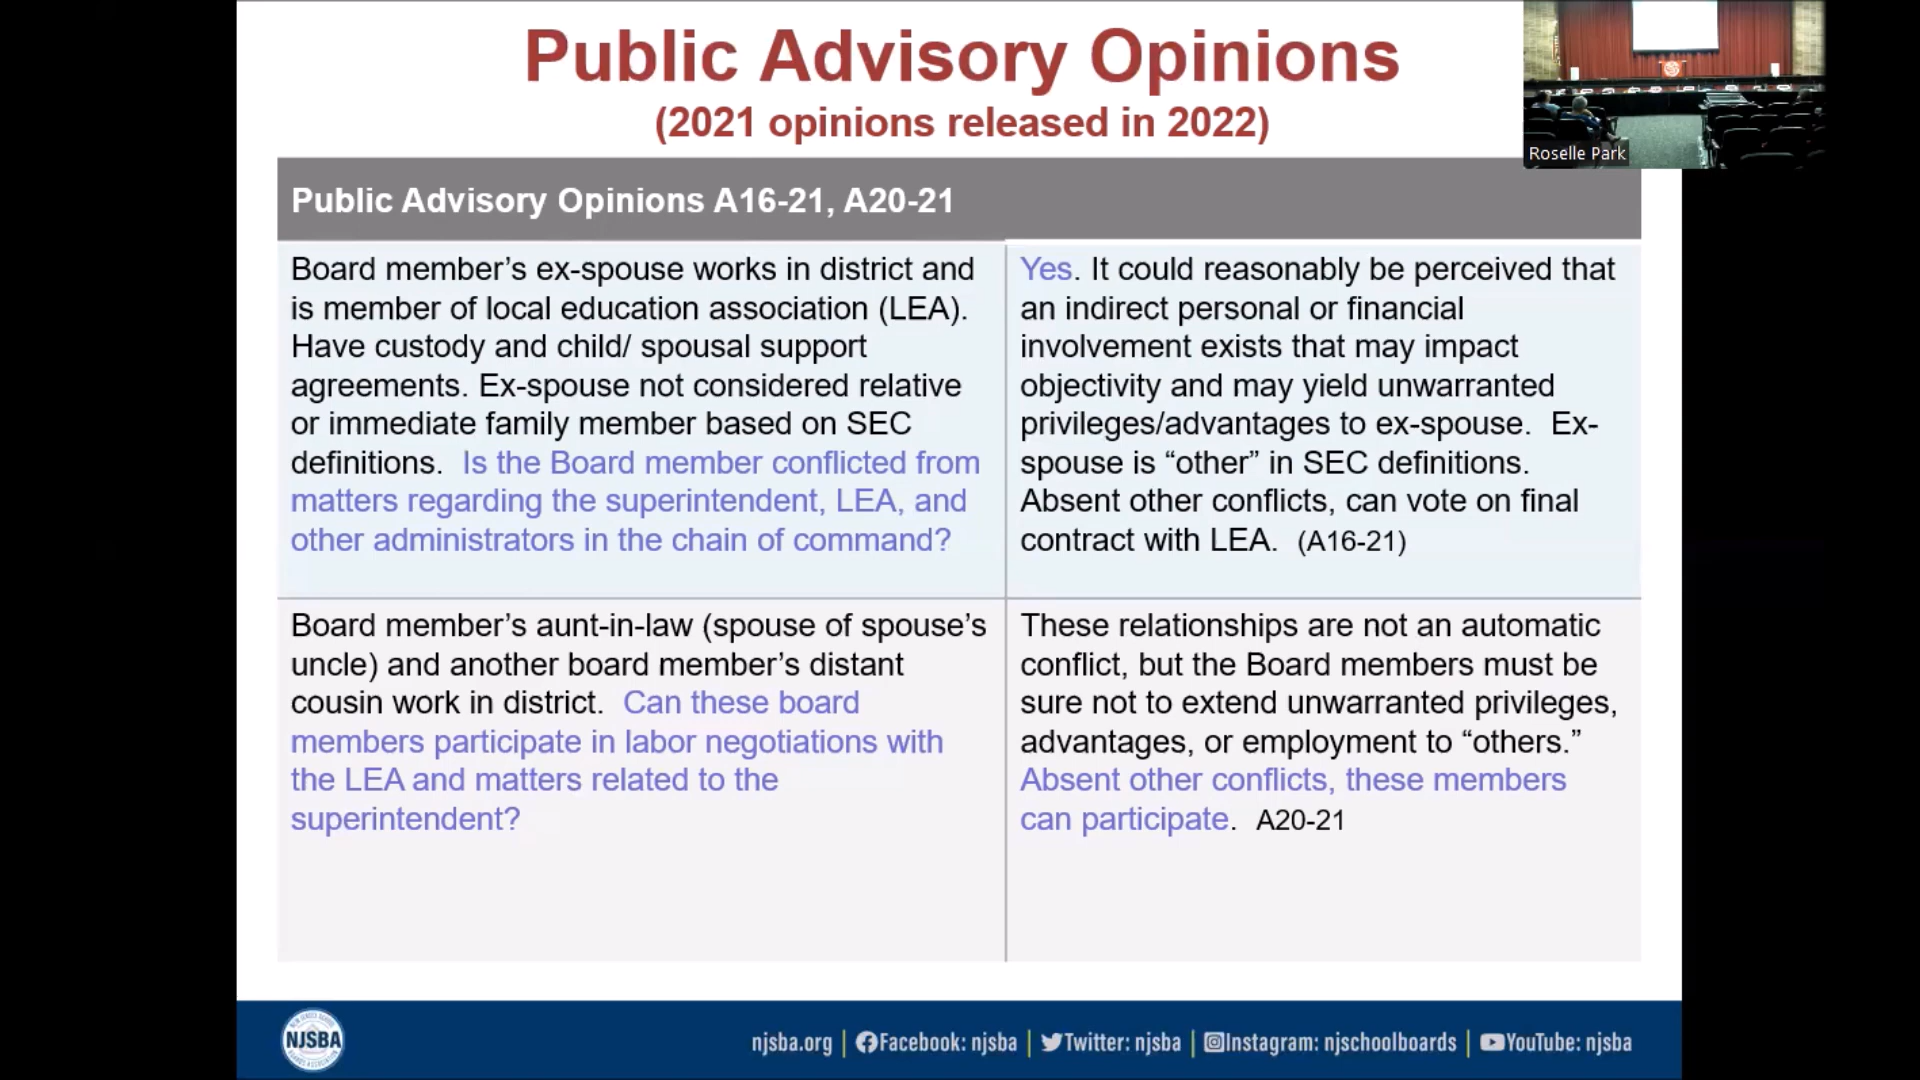 Public Advisory Opinions
(2021 opinions released in 2022)
Roselle Park
Public Advisory Opinions A16-21, A20-21
Board member’s ex-spouse works in district and
is member of local education association (LEA).
Have custody and child/ spousal support
agreements. Ex-spouse not considered relative
or immediate family member based on SEC
definitions. Is the Board member conflicted from
matters regarding the superintendent, LEA, and
other administrators in the chain of command?
Yes. It could reasonably be perceived that
an indirect personal or financial
involvement exists that may impact
objectivity and may yield unwarranted
privileges/advantages to ex-spouse. Ex-
spouse is “other” in SEC definitions.
Absent other conflicts, can vote on final
contract with LEA. (A16-21)
Board member’s aunt-in-law (spouse of spouse’s
uncle) and another board member’s distant
cousin work in district. Can these board
members participate in labor negotiations with
the LEA and matters related to the
superintendent?
These relationships are not an automatic
conflict, but the Board members must be
sure not to extend unwarranted privileges,
advantages, or employment to “others.”
Absent other conflicts, these members
can participate. A20-21
NJSBA
njsba.org | Facebook: njsba | Twitter: njsba | Instagram: njschoolboards | YouTube: njsba